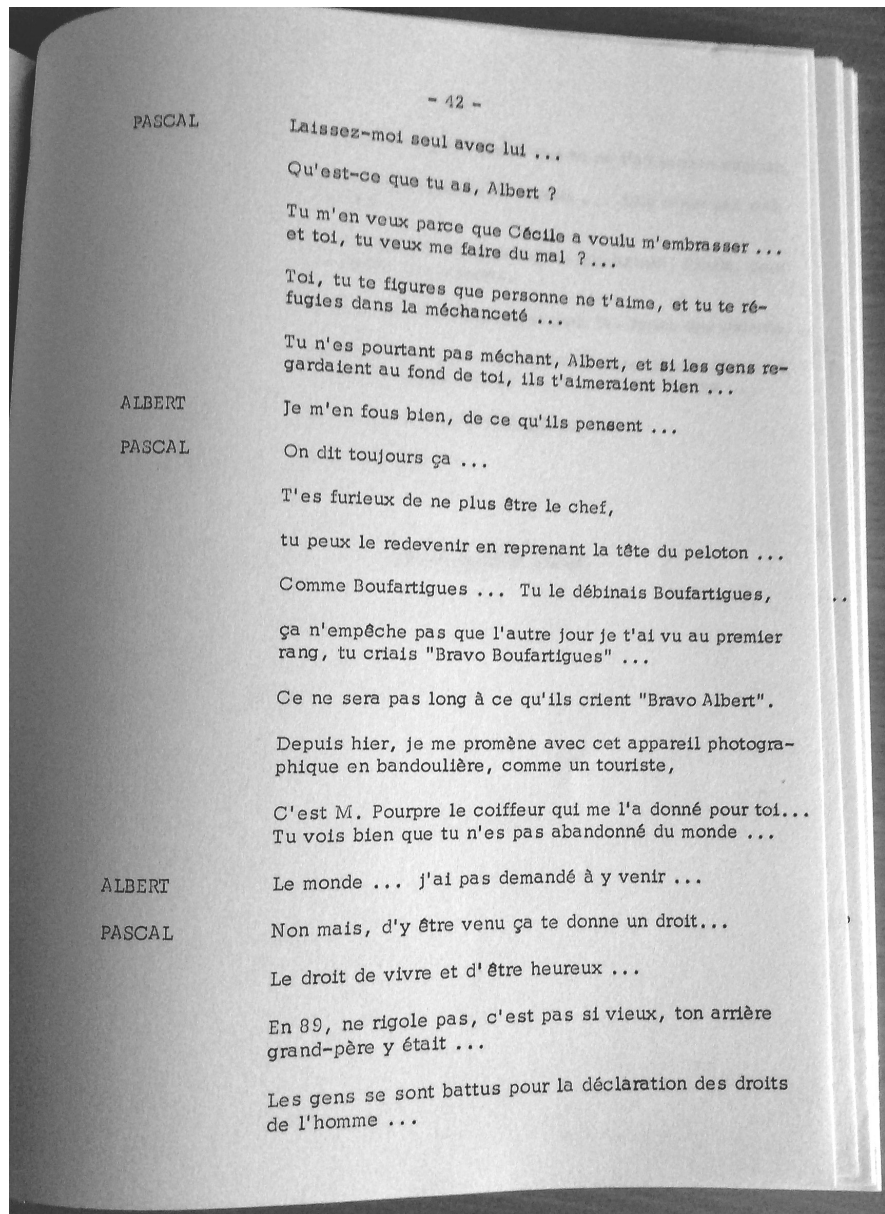 - 42 -
PASCAL Laissez-moi seul avec lui ...
Qu'est-ce que tu as, Albert ?
Tu m'en veux parce que Cécile a voulu m'embrasser ...
et toi, tu veux me faire du mal ?...
Toi, tu te figures que personne ne t'aime, et tu te ré-
fugies dans la méchanceté ...
Tu n'es pourtant pas méchant, Albert, et si les gens re-
gardaient au fond de toi, ils t'aimeraient bien ...
ALBERT Je m'en fous bien, de ce qu'ils pensent ...
PASCAL On dit toujours ça ...
T'es furieux de ne plus être le chef,
tu peux le redevenir en reprenant la tête du peloton ...
Comme Boufartigues ... Tu le débinais Boufartigues,
ça n'empêche pas que l'autre jour je t'ai vu au premier
rang, tu criais "Bravo Boufartigues" ...
Ce ne sera pas long à ce qu'ils crient "Bravo Albert".
Depuis hier, je me promène avec cet appareil photogra-
phique en bandoulière, comme un touriste,
C'est M. Pourpre le coiffeur qui me l'a donné pour toi...
Tu vois bien que tu n'es pas abandonné du monde ...
ALBERT Le monde ... j'ai pas demandé à y venir ...
PASCAL Non mais, d'y être venu ça te donne un droit...
Le droit de vivre et d'être heureux ...
En 89, ne rigole pas, c'est pas si vieux, ton arrière
grand-père y était ...
Les gens se sont battus pour la déclaration des droits
de l'homme ...